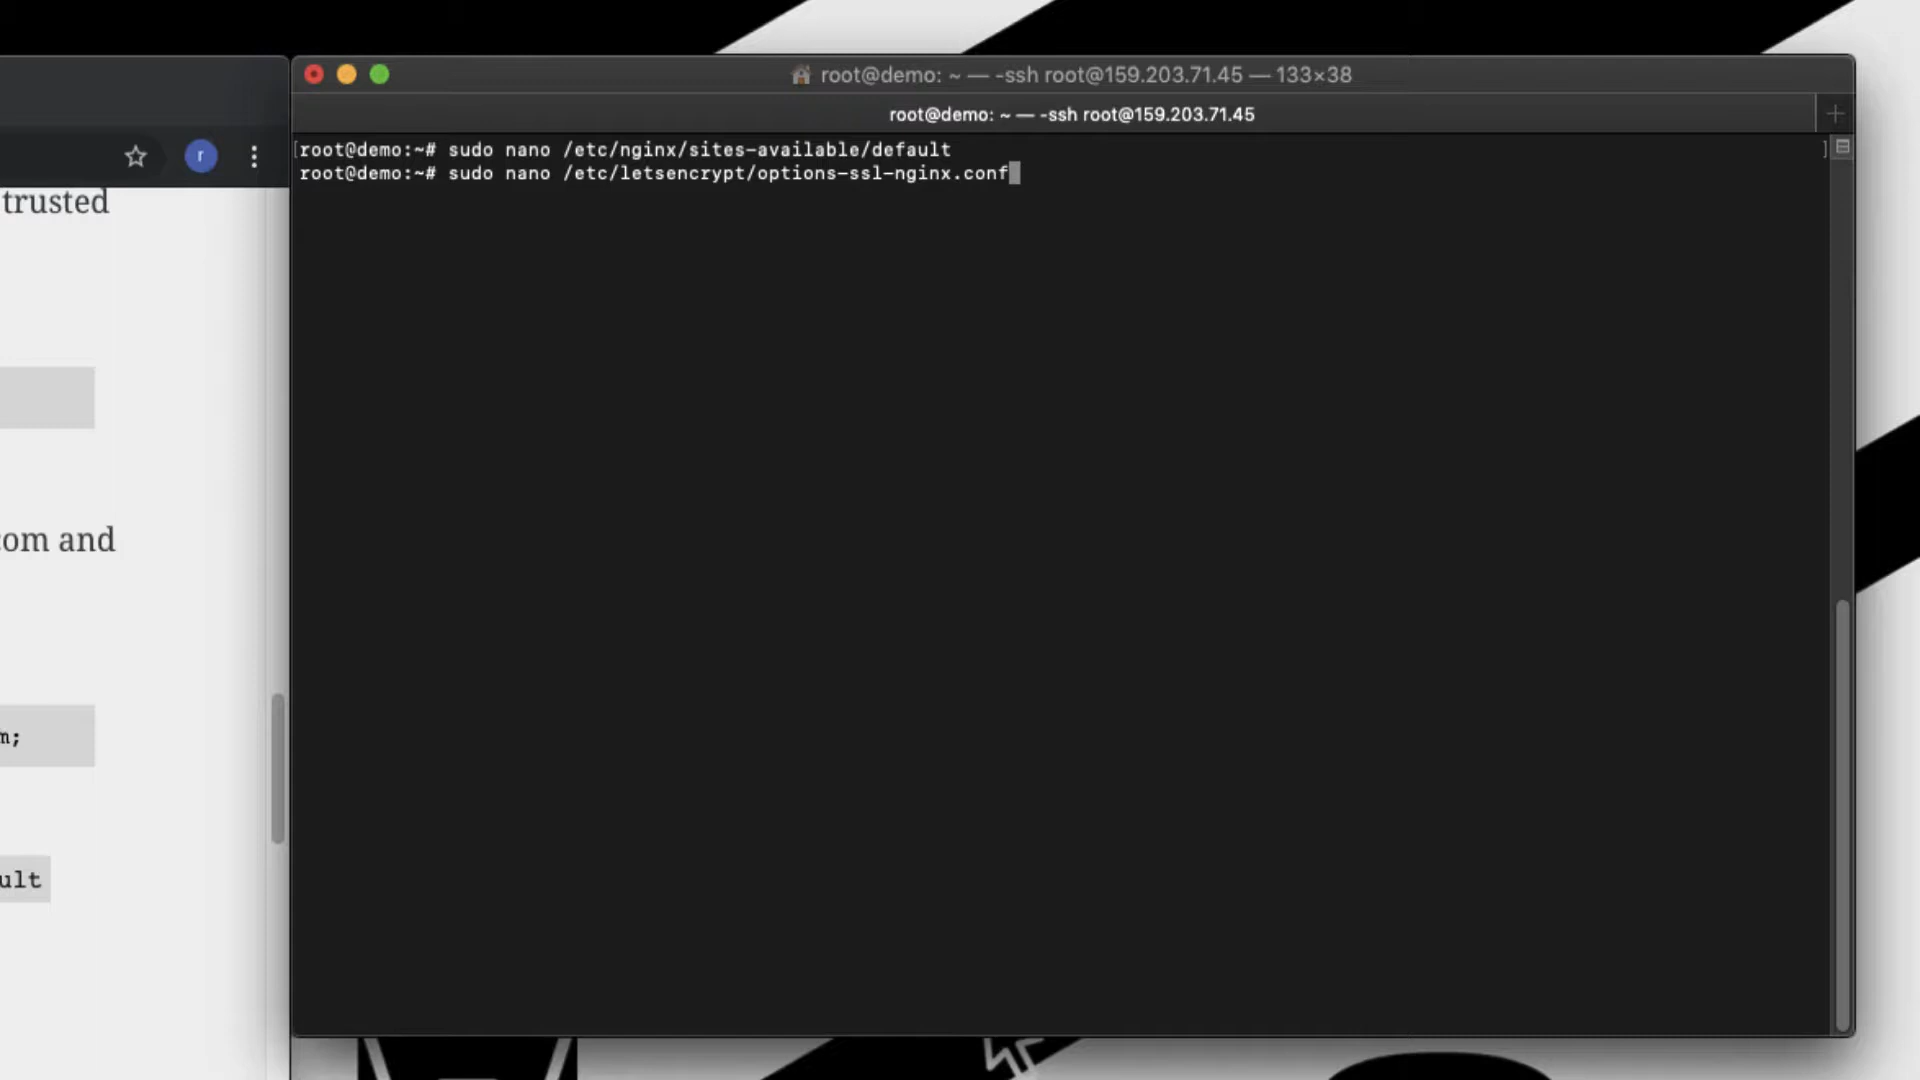 root@demo: ~ — -ssh root@159.203.71.45 — 133×38
root@demo: ~ — -ssh root@159.203.71.45
r
[root@demo:~# sudo nano /etc/nginx/sites-available/default ]
root@demo:~# sudo nano /etc/letsencrypt/options-ssl-nginx.conf
trusted
com and
m;
ult